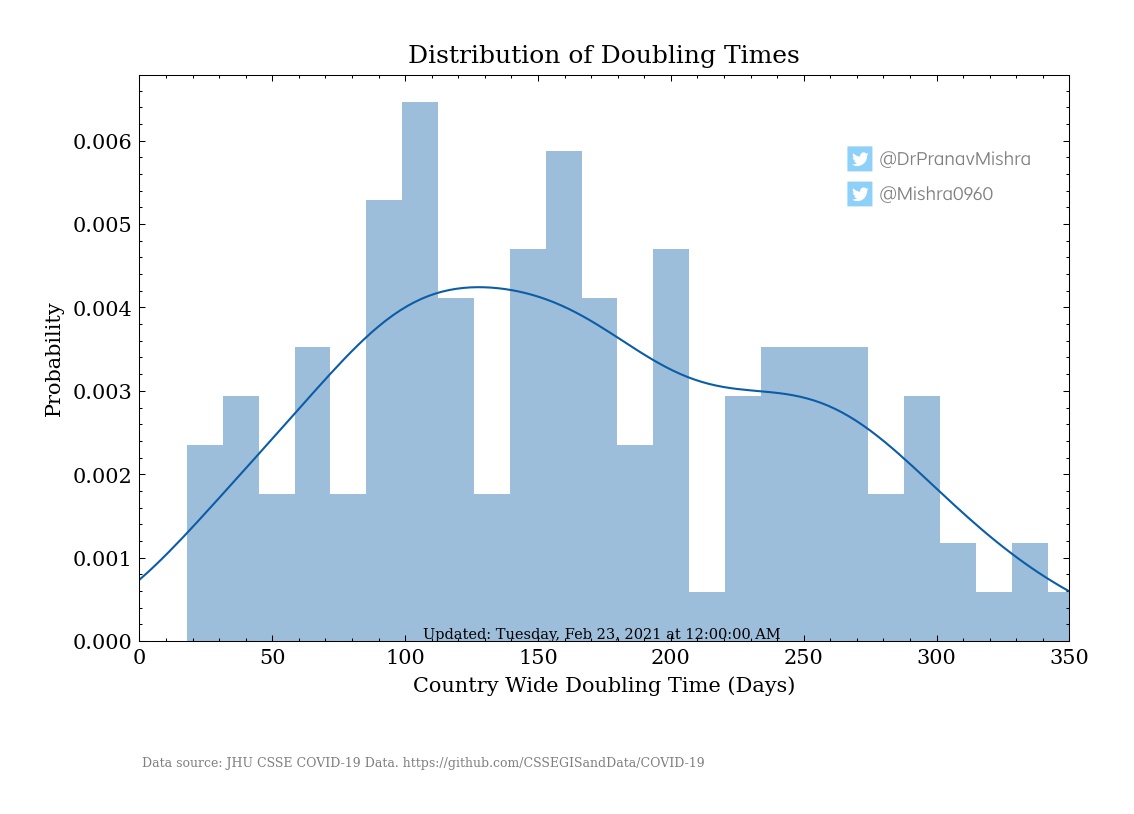 Distribution of Doubling Times
0.006
0.005
0.004
0.003
0.002
0.001
0.000
Probability
@DrPranavMishra
@Mishra0960
Updated: Tuesday, Feb 23, 2021 at 12:00:00 AM
0 50 100 150 200 250 300 350
Country Wide Doubling Time (Days)
Data source: JHU CSSE COVID-19 Data. https://github.com/CSSEGISandData/COVID-19